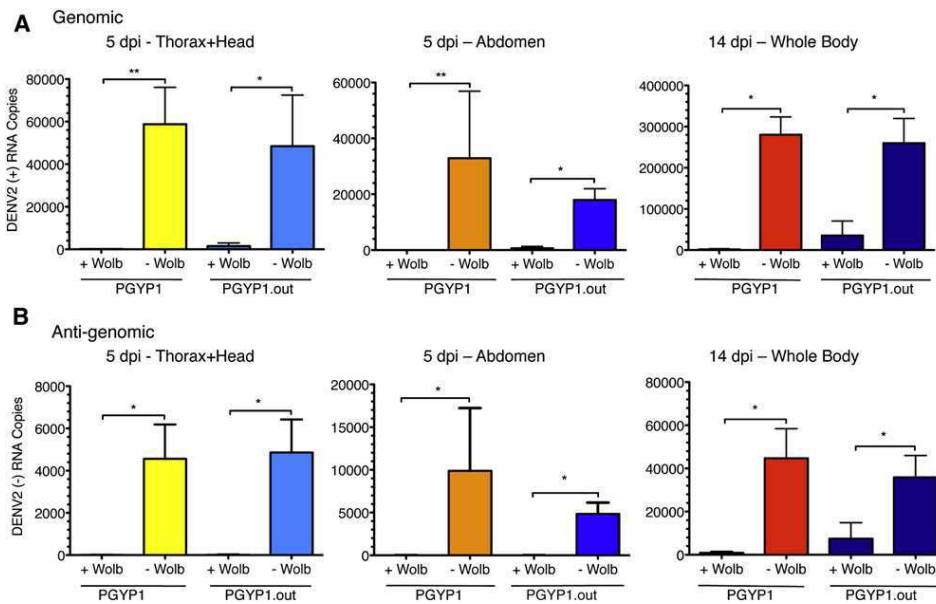 A Genomic
5 dpi - Thorax+Head
5 dpi – Abdomen
14 dpi – Whole Body
DENV2 (+) RNA Copies
80000
60000
40000
20000
0
**
*
60000
40000
20000
0
**
*
400000
300000
200000
100000
0
*
*
+ Wolb - Wolb + Wolb - Wolb
PGYP1 PGYP1.out
+ Wolb - Wolb + Wolb - Wolb
PGYP1 PGYP1.out
+ Wolb - Wolb + Wolb - Wolb
PGYP1 PGYP1.out
B
Anti-genomic
5 dpi - Thorax+Head
5 dpi – Abdomen
14 dpi – Whole Body
DENV2 (-) RNA Copies
8000
6000
4000
2000
0
*
*
20000
15000
10000
5000
0
*
*
80000
60000
40000
20000
0
*
*
+ Wolb - Wolb + Wolb - Wolb
PGYP1 PGYP1.out
+ Wolb - Wolb + Wolb - Wolb
PGYP1 PGYP1.out
+ Wolb - Wolb + Wolb - Wolb
PGYP1 PGYP1.out